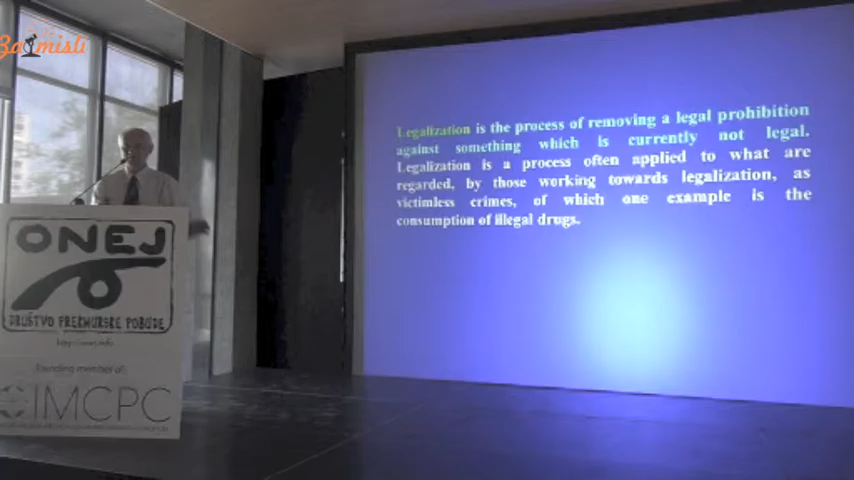 Zamisli
Legalization is the process of removing a legal prohibition
against something which is currently not legal.
Legalization is a process often applied to what are
regarded, by those working towards legalization, as
victimless crimes, of which one example is the
consumption of illegal drugs.
ONEJ
DRUŠTVO PREKMURSKE POBUDE
founding member of:
IMCPC